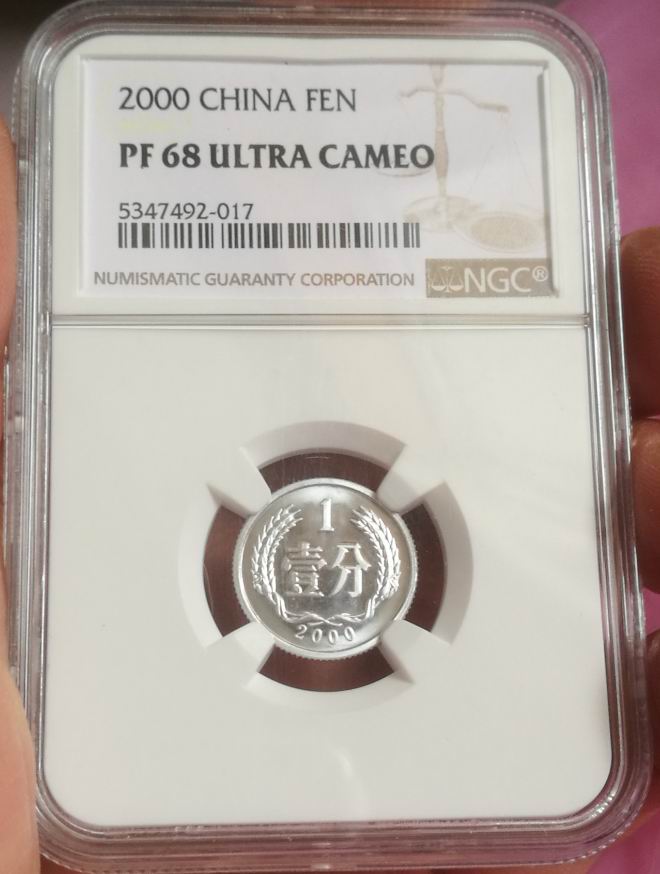 2000 CHINA FEN
PF 68 ULTRA CAMEO
5347492-017
NUMISMATIC GUARANTY CORPORATION
NGC®
1
壹分
2000